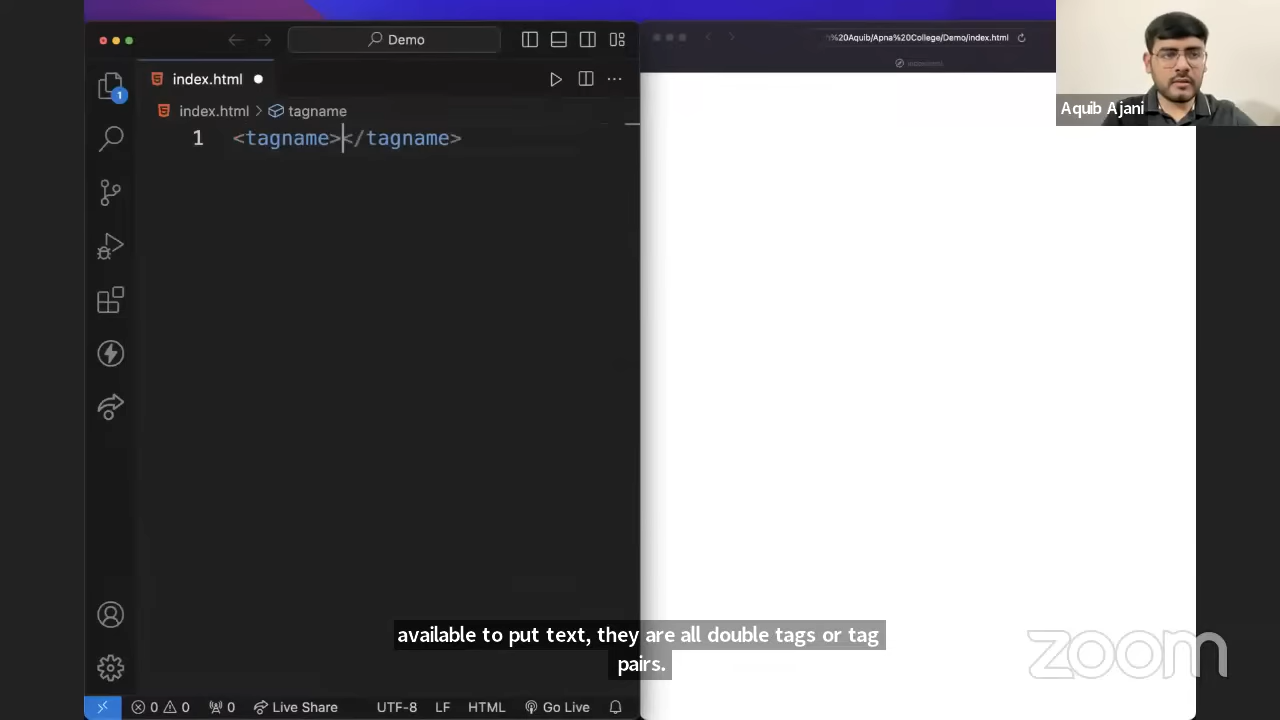 Demo
index.html
%20Aquib/Apna%20College/Demo/index.html
Aquib Ajani
1
index.html > tagname
1 <tagname></tagname>
available to put text, they are all double tags or tag
pairs.
zoom
0 0 0 Live Share UTF-8 LF HTML Go Live